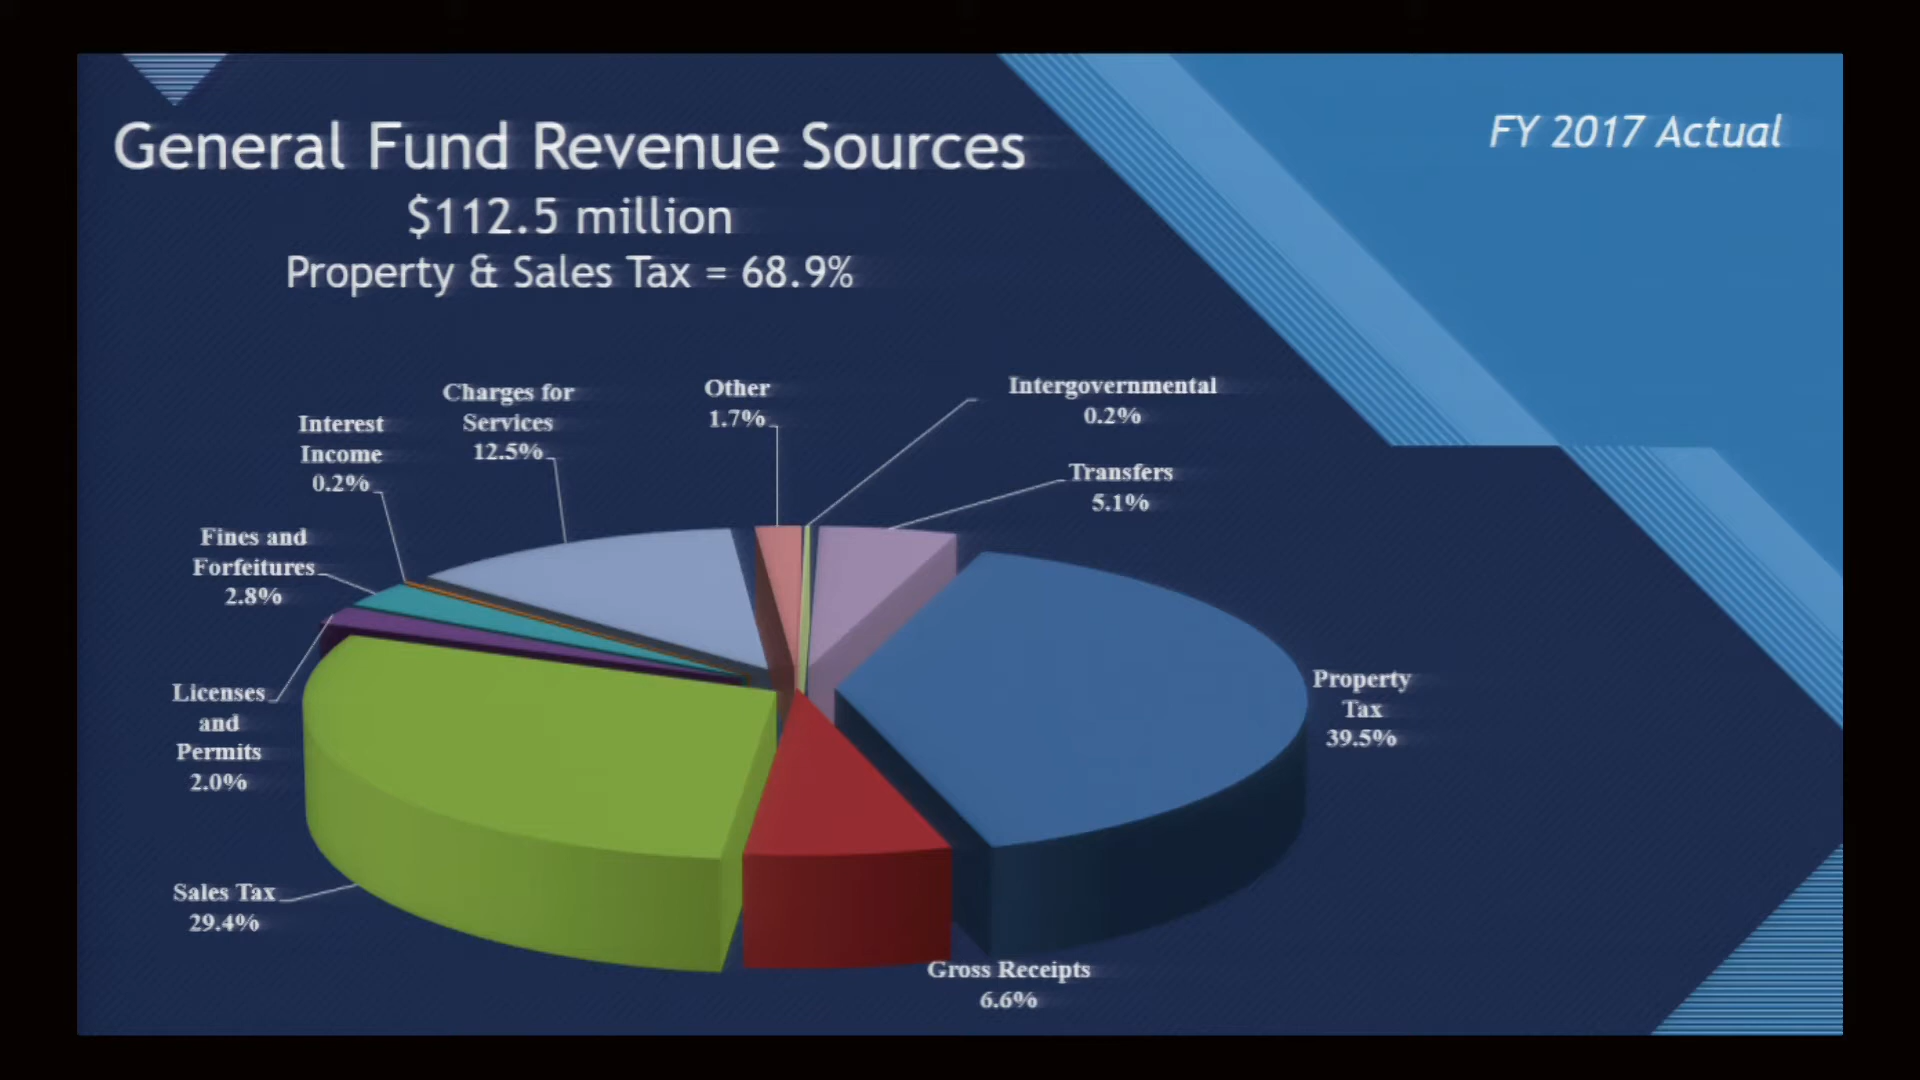 General Fund Revenue Sources
$112.5 million
Property & Sales Tax = 68.9%
FY 2017 Actual
Interest
Income
0.2%
Charges for
Services
12.5%
Other
1.7%
Intergovernmental
0.2%
Transfers
5.1%
Fines and
Forfeitures
2.8%
Licenses
and
Permits
2.0%
Property
Tax
39.5%
Sales Tax
29.4%
Gross Receipts
6.6%